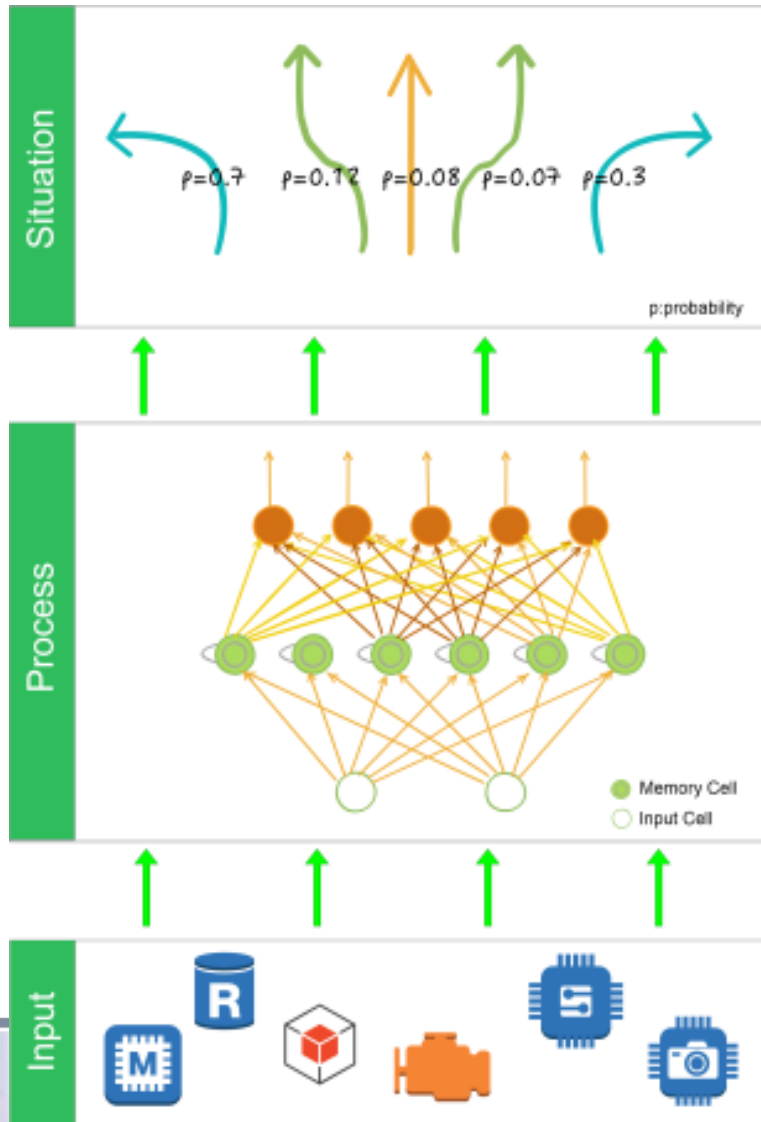 Situation
p=0.7 p=0.12 p=0.08 p=0.07 p=0.3
p:probability
Process
Memory Cell
Input Cell
Input
R
M